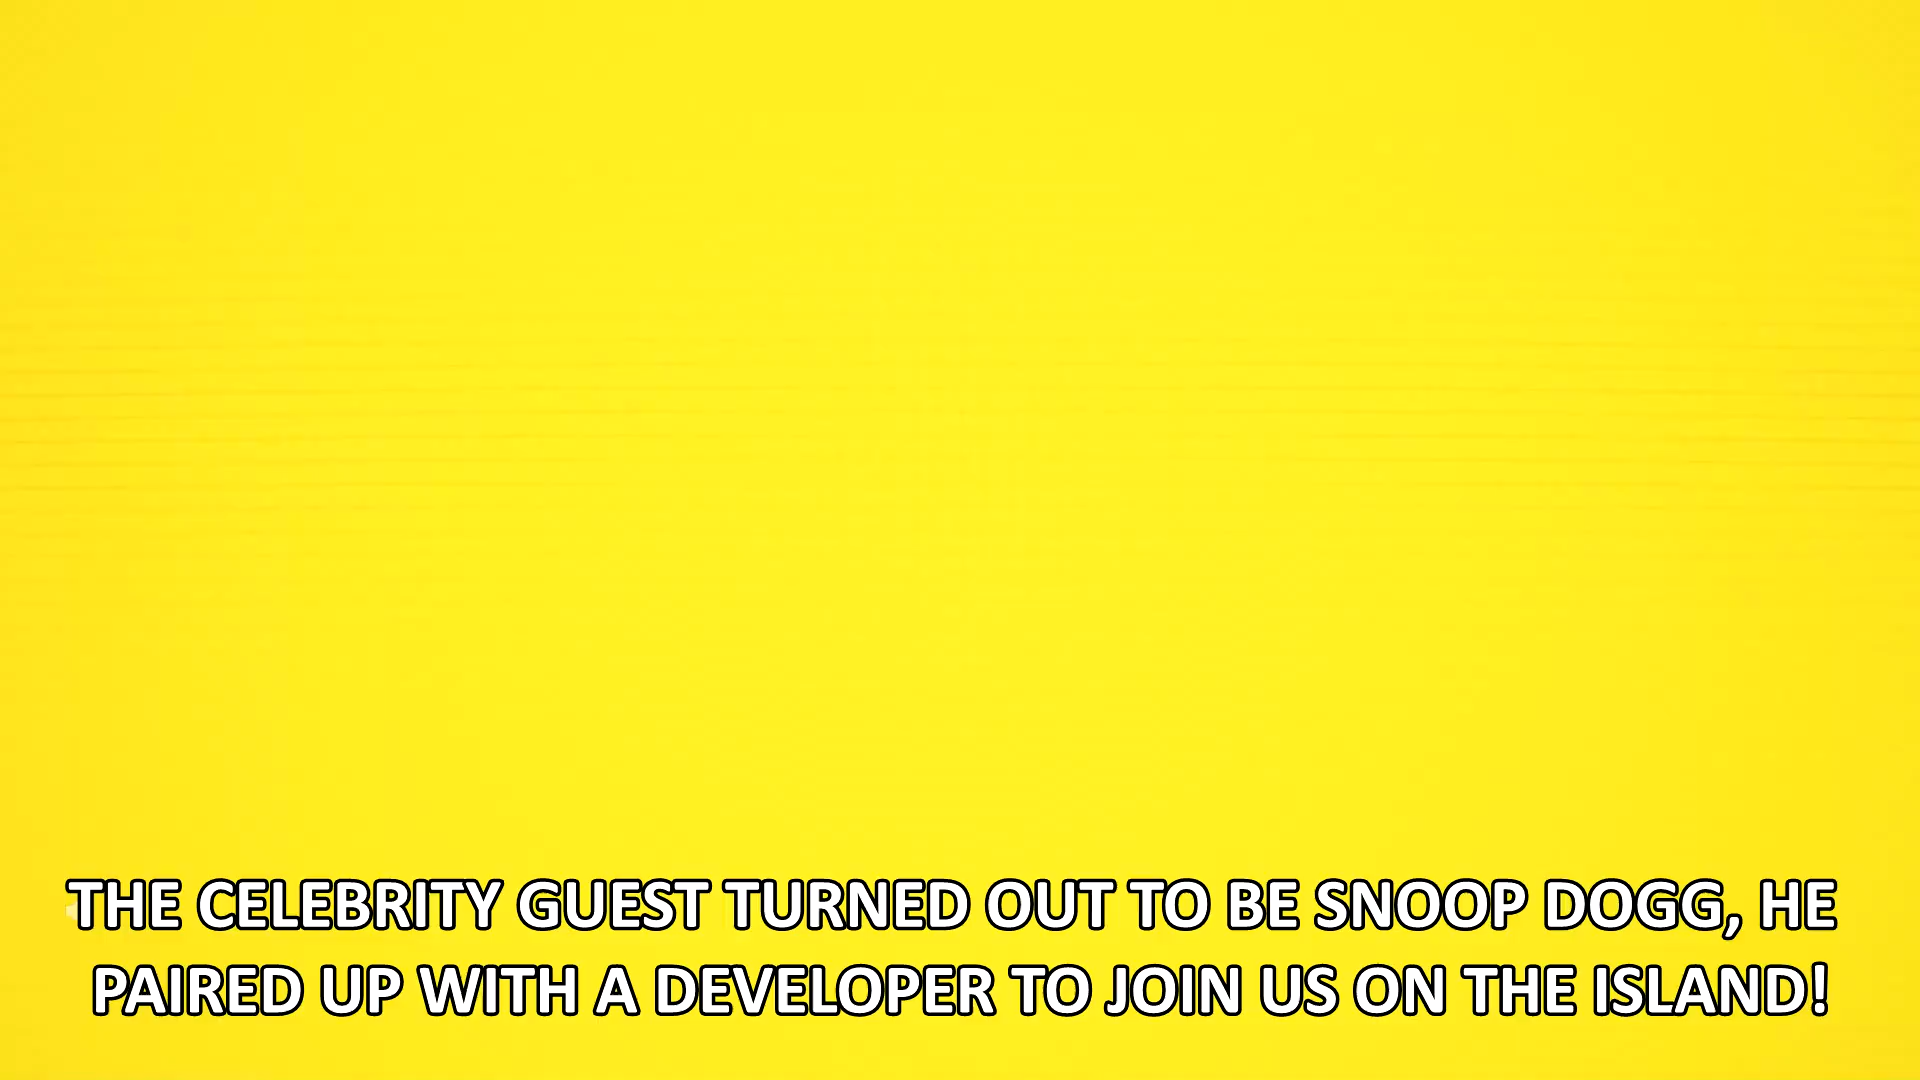 THE CELEBRITY GUEST TURNED OUT TO BE SNOOP DOGG, HE
PAIRED UP WITH A DEVELOPER TO JOIN US ON THE ISLAND!